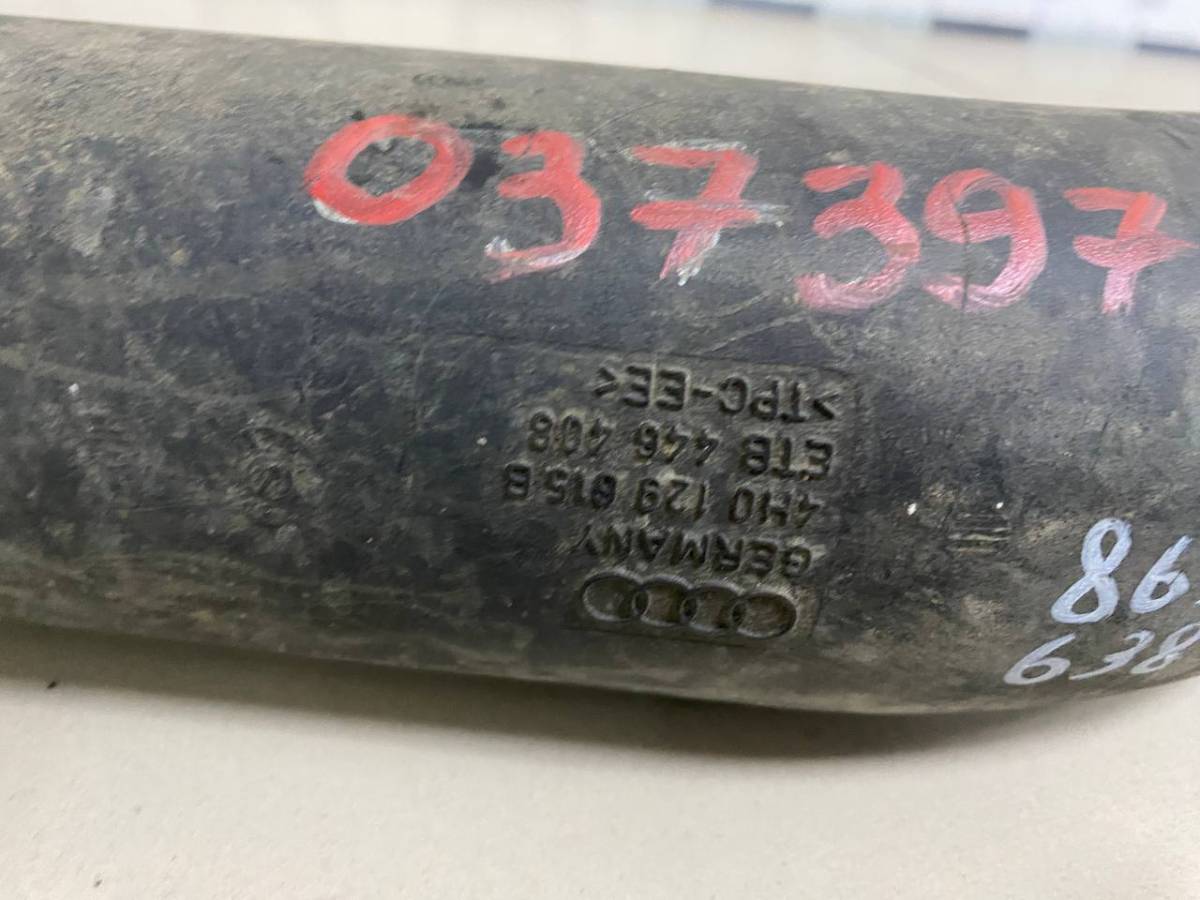 037397
GERMANY
4H0 129 615 B
ETB 446 408
>TPC-EE<
86
638